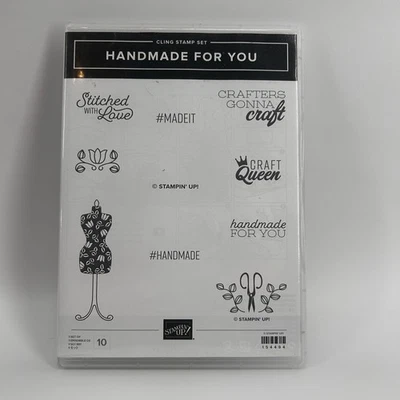 CLING STAMP SET
HANDMADE FOR YOU
Stitched
WITH
Love
#MADEIT
CRAFTERS
GONNA
craft
CRAFT
Queen
© STAMPIN' UP!
handmade
FOR YOU
#HANDMADE
© STAMPIN' UP!
10
STAMPIN' UP!